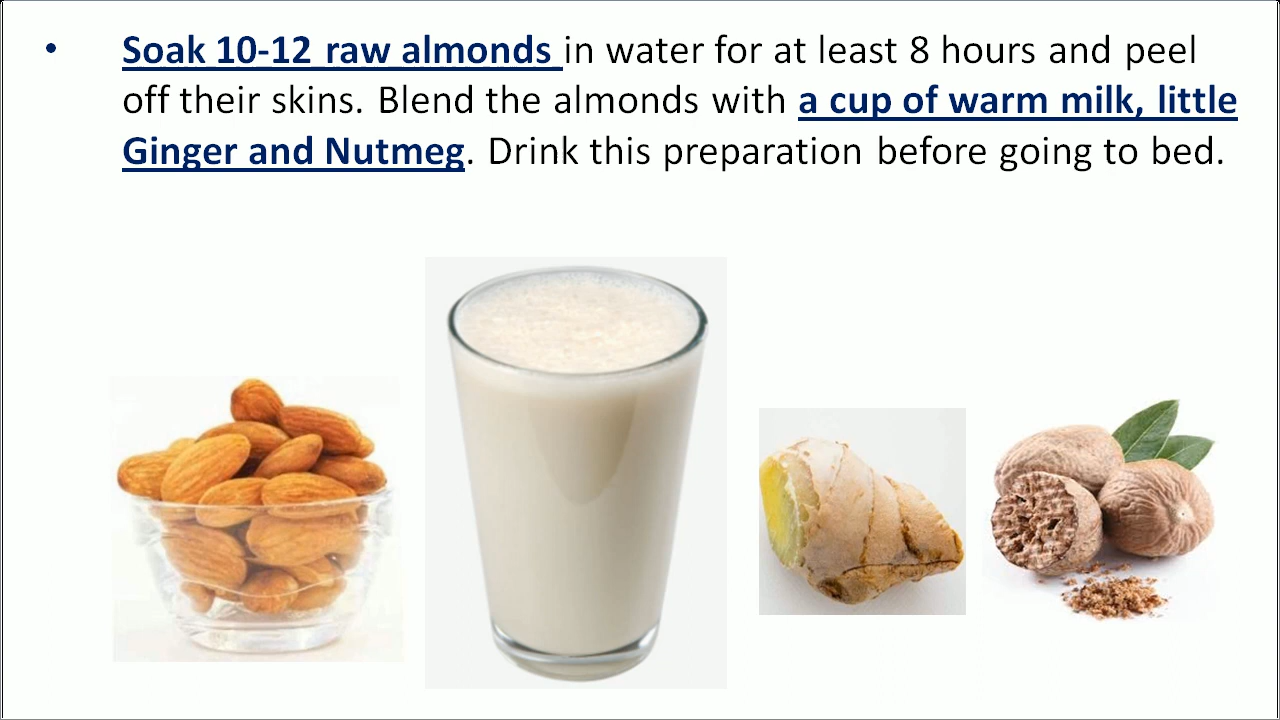 • Soak 10-12 raw almonds in water for at least 8 hours and peel
off their skins. Blend the almonds with a cup of warm milk, little
Ginger and Nutmeg. Drink this preparation before going to bed.